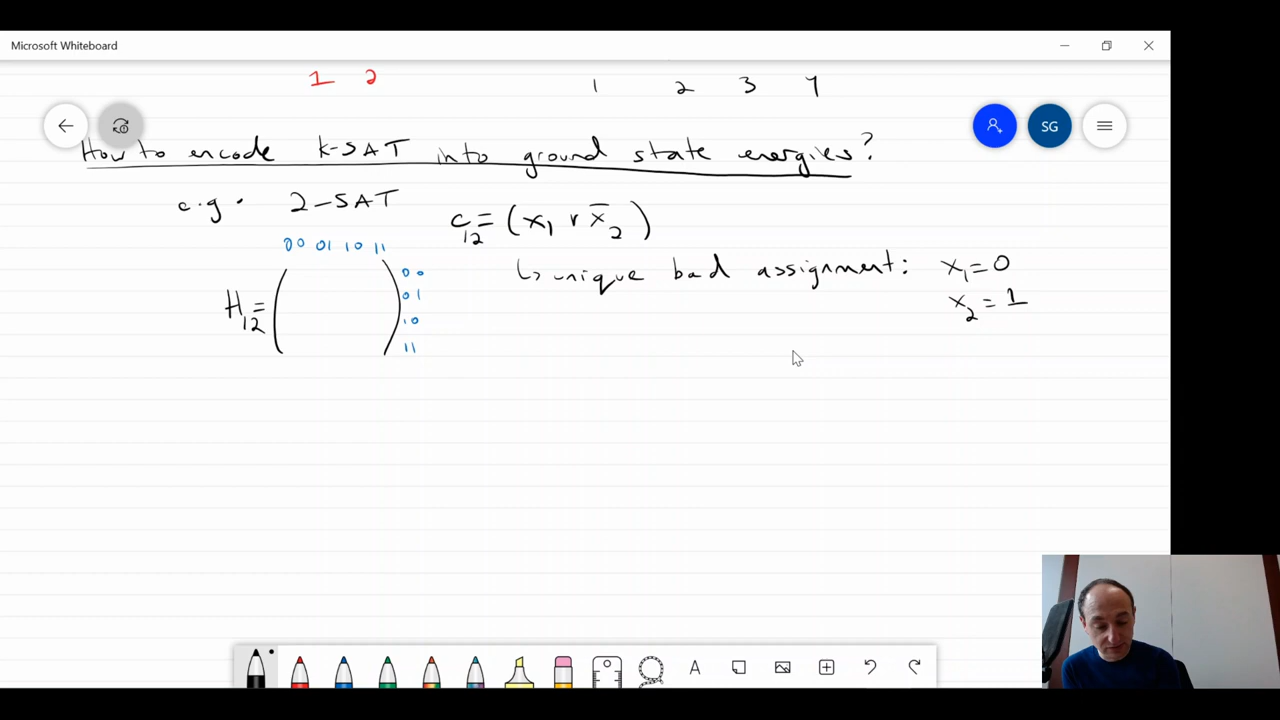 Microsoft Whiteboard
1 2 1 2 3 4
SG
How to encode k-SAT into ground state energies?
e.g. 2-SAT C₁₂ = (x₁ ∨ x̅₂)
↳ unique bad assignment: x₁ = 0
x₂ = 1
00 01 10 11
H₁₂ = ( )
00
01
10
11
A